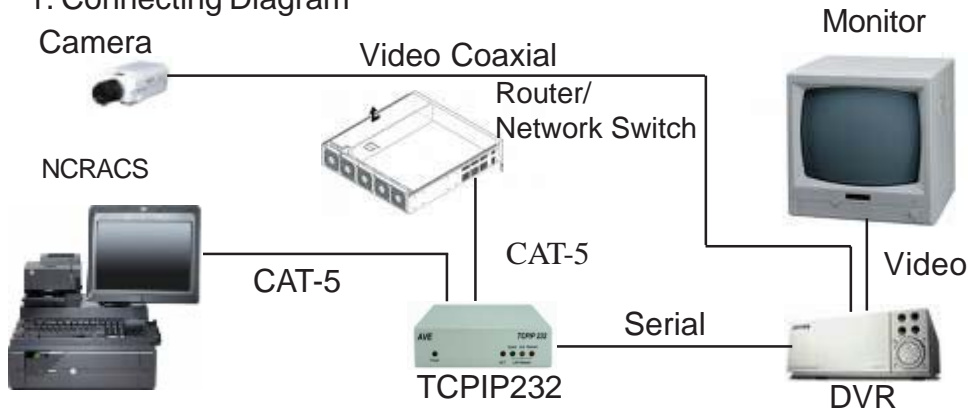 1. Connecting Diagram
Camera
Video Coaxial
Monitor
Router/
Network Switch
NCRACS
CAT-5
CAT-5
Video
Serial
AVE
TCPIP 232
TCPIP232
DVR